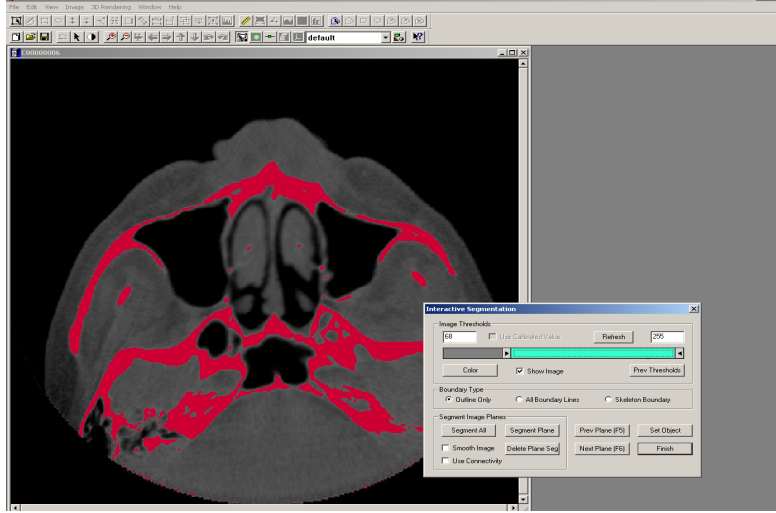 File Edit View Image 3D Rendering Window Help
default
C00000006
Interactive Segmentation
Image Thresholds
68 Use Calibrated Value Refresh 255
Color Show Image Prev Thresholds
Boundary Type
Outline Only All Boundary Lines Skeleton Boundary
Segment Image Planes
Segment All Segment Plane Prev Plane (F5) Set Object
Smooth Image Delete Plane Seg Next Plane (F6) Finish
Use Connectivity